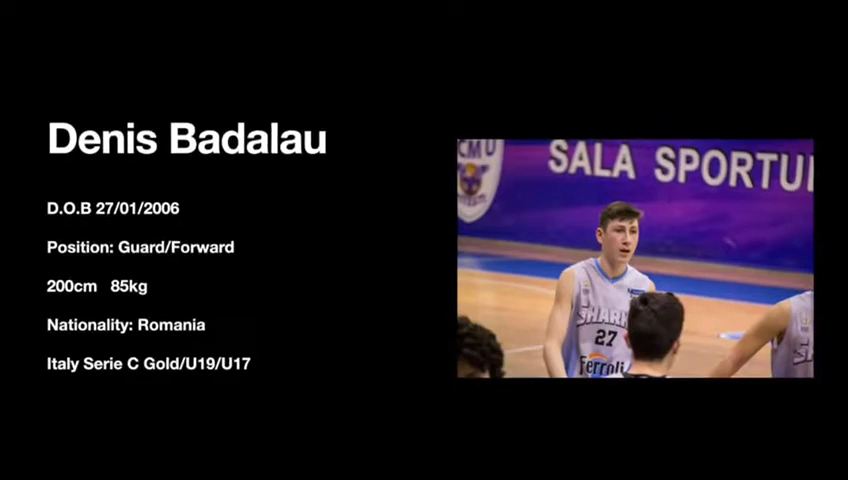 Denis Badalau
D.O.B 27/01/2006
Position: Guard/Forward
200cm   85kg
Nationality: Romania
Italy Serie C Gold/U19/U17
CMU
SALA SPORTU
SHARK
27
Ferroli